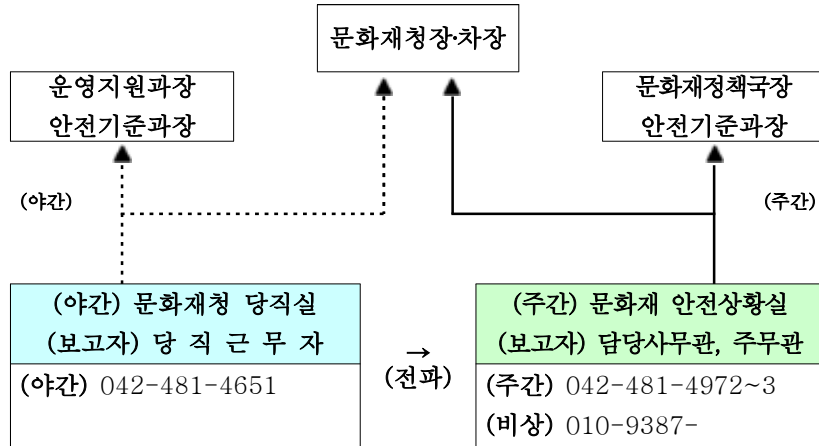 문화재청장·차장
운영지원과장
안전기준과장
문화재정책국장
안전기준과장
(야간)
(주간)
(야간) 문화재청 당직실
(보고자) 당 직 근 무 자
(야간) 042-481-4651
→
(전파)
(주간) 문화재 안전상황실
(보고자) 담당사무관, 주무관
(주간) 042-481-4972~3
(비상) 010-9387-